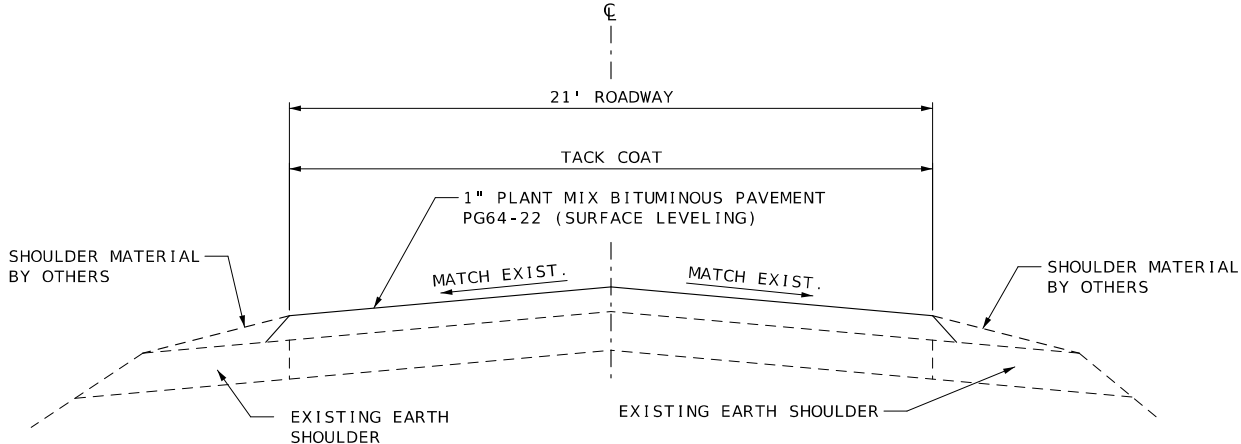 ℄
21' ROADWAY
TACK COAT
1" PLANT MIX BITUMINOUS PAVEMENT
PG64-22 (SURFACE LEVELING)
SHOULDER MATERIAL
BY OTHERS
MATCH EXIST.
MATCH EXIST.
SHOULDER MATERIAL
BY OTHERS
EXISTING EARTH
SHOULDER
EXISTING EARTH SHOULDER